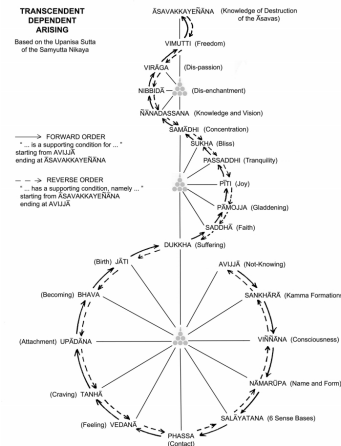 TRANSCENDENT
DEPENDENT
ARISING
Based on the Upanisa Sutta
of the Samyutta Nikaya
ĀSAVAKKAYEÑĀNA (Knowledge of Destruction
of the Āsavas)
VIMUTTI (Freedom)
VIRĀGA (Dis-passion)
NIBBIDĀ (Dis-enchantment)
ÑĀNADASSANA (Knowledge and Vision)
SAMĀDHI (Concentration)
SUKHA (Bliss)
PASSADDHI (Tranquility)
PĪTI (Joy)
PĀMOJJA (Gladdening)
SADDHĀ (Faith)
DUKKHA (Suffering)
FORWARD ORDER
" ... is a supporting condition for ... "
starting from AVIJJĀ
ending at ĀSAVAKKAYEÑĀNA
REVERSE ORDER
" ... has a supporting condition, namely ... "
starting from ĀSAVAKKAYEÑĀNA
ending at AVIJJĀ
(Birth) JĀTI
AVIJJĀ (Not-Knowing)
(Becoming) BHAVA
SANKHĀRĀ (Kamma Formations
(Attachment) UPĀDĀNA
VIÑÑĀNA (Consciousness)
(Craving) TANHĀ
NĀMARŪPA (Name and Form)
(Feeling) VEDANĀ
SALĀYATANA (6 Sense Bases)
PHASSA
(Contact)